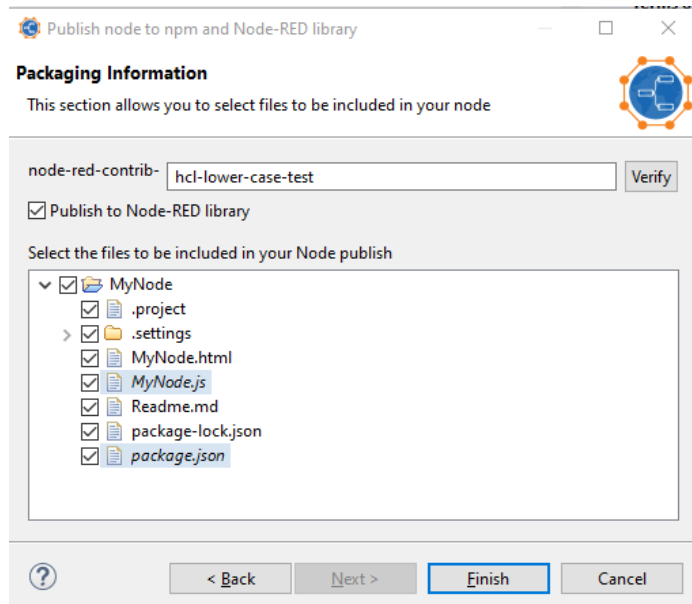 Publish node to npm and Node-RED library
Packaging Information
This section allows you to select files to be included in your node
node-red-contrib- hcl-lower-case-test Verify
Publish to Node-RED library
Select the files to be included in your Node publish
MyNode
.project
.settings
MyNode.html
MyNode.js
Readme.md
package-lock.json
package.json
? < Back Next > Finish Cancel